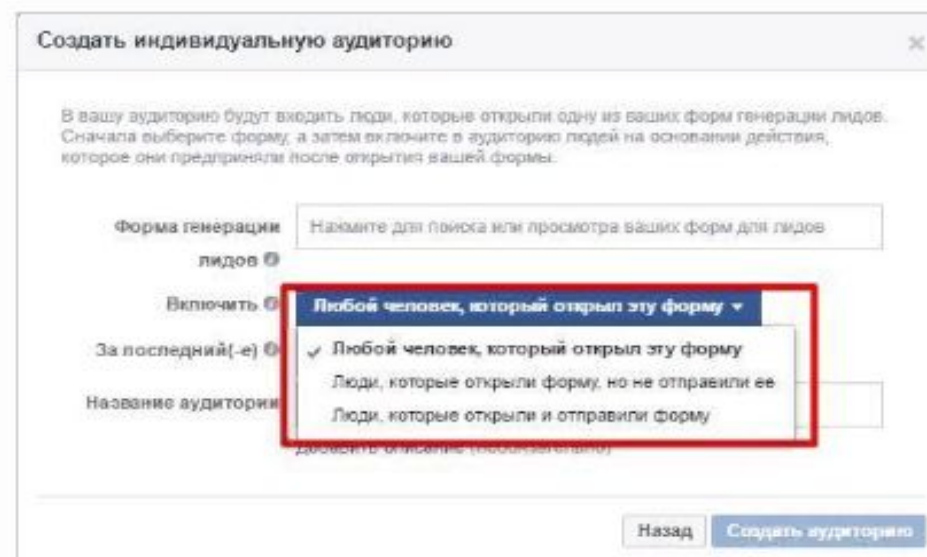 Создать индивидуальную аудиторию
В вашу аудиторию будут входить люди, которые открыли одну из ваших форм генерации лидов.
Сначала выберите форму, а затем включите в аудиторию людей на основании действия,
которое они предприняли после открытия вашей формы.
Форма генерации
лидов
Нажмите для поиска или просмотра ваших форм для лидов
Включить
Любой человек, который открыл эту форму
За последний(-е)
Любой человек, который открыл эту форму
Люди, которые открыли форму, но не отправили ее
Название аудитории
Люди, которые открыли и отправили форму
Добавить описание (необязательно)
Назад Создать аудиторию